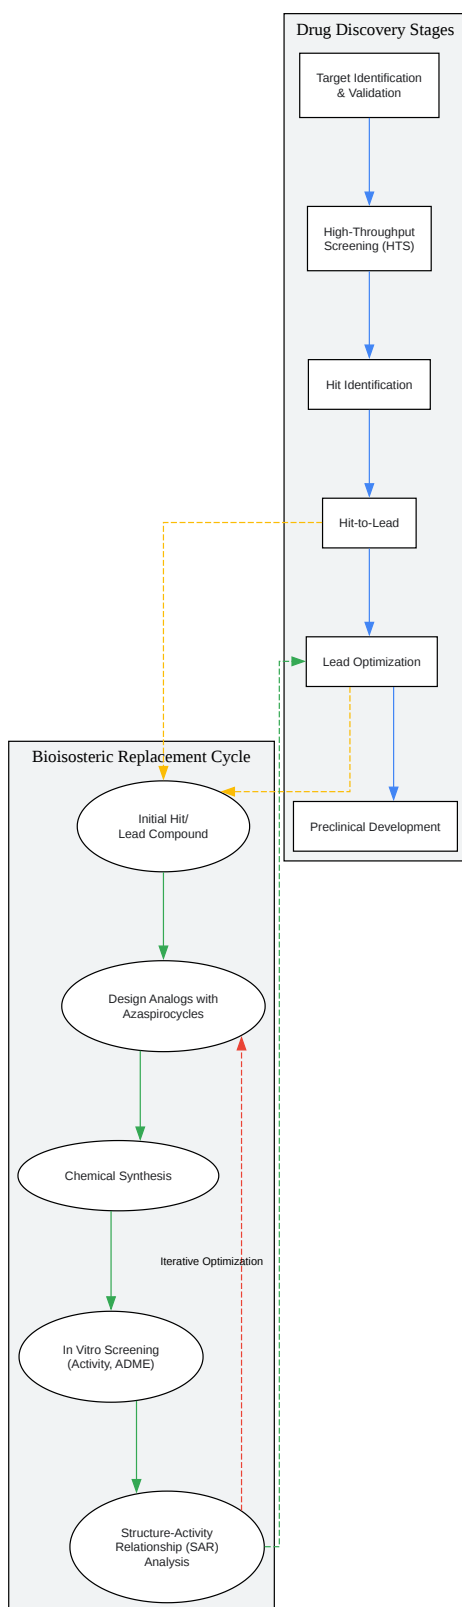 Drug Discovery Stages
Target Identification
& Validation
High-Throughput
Screening (HTS)
Hit Identification
Hit-to-Lead
Lead Optimization
Preclinical Development
Bioisosteric Replacement Cycle
Initial Hit/
Lead Compound
Design Analogs with
Azaspirocycles
Chemical Synthesis
Iterative Optimization
In Vitro Screening
(Activity, ADME)
Structure-Activity
Relationship (SAR)
Analysis